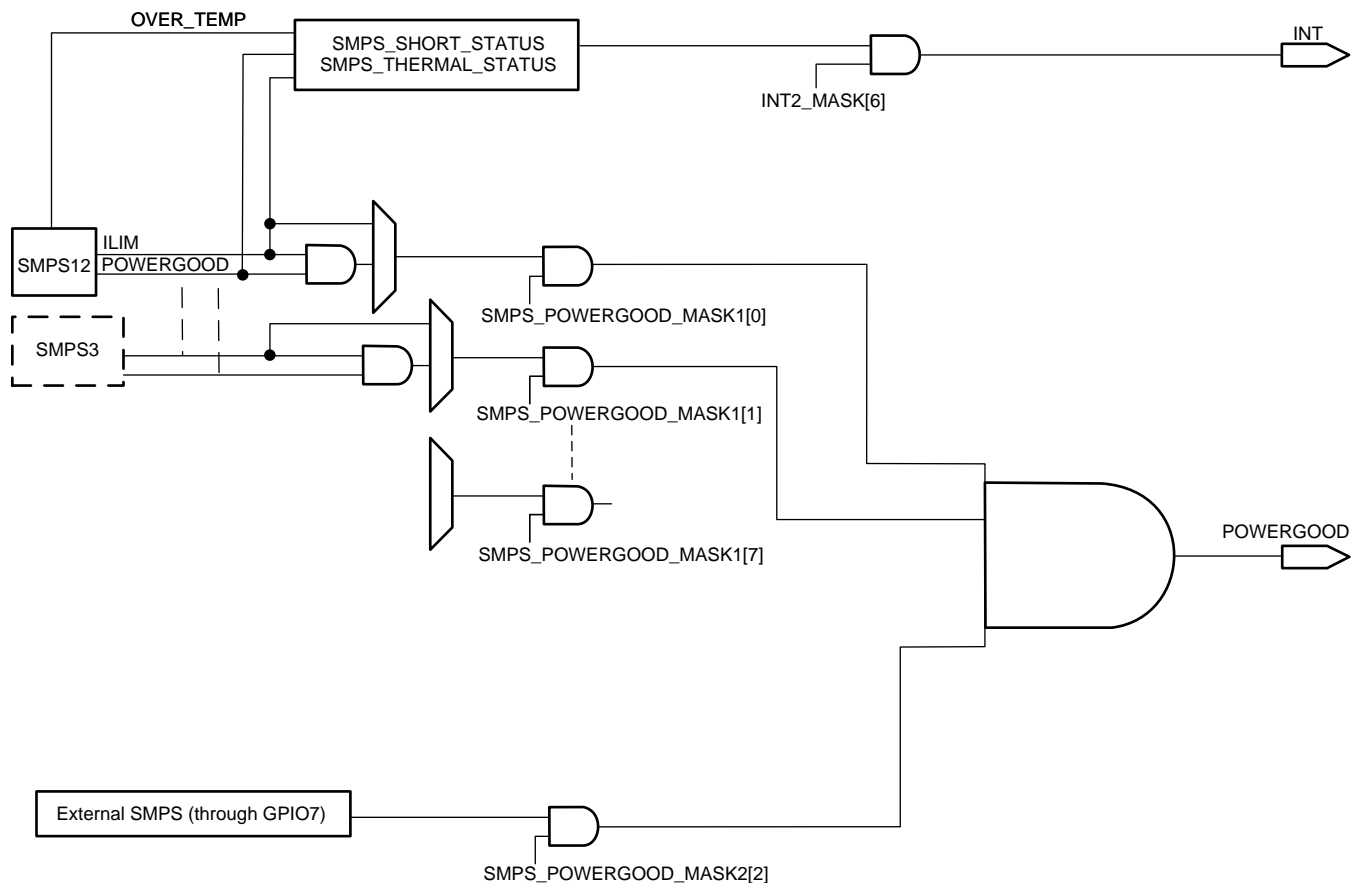 OVER_TEMP
SMPS_SHORT_STATUS
SMPS_THERMAL_STATUS
INT
INT2_MASK[6]
SMPS12
ILIM
POWERGOOD
SMPS_POWERGOOD_MASK1[0]
SMPS3
SMPS_POWERGOOD_MASK1[1]
SMPS_POWERGOOD_MASK1[7]
POWERGOOD
External SMPS (through GPIO7)
SMPS_POWERGOOD_MASK2[2]